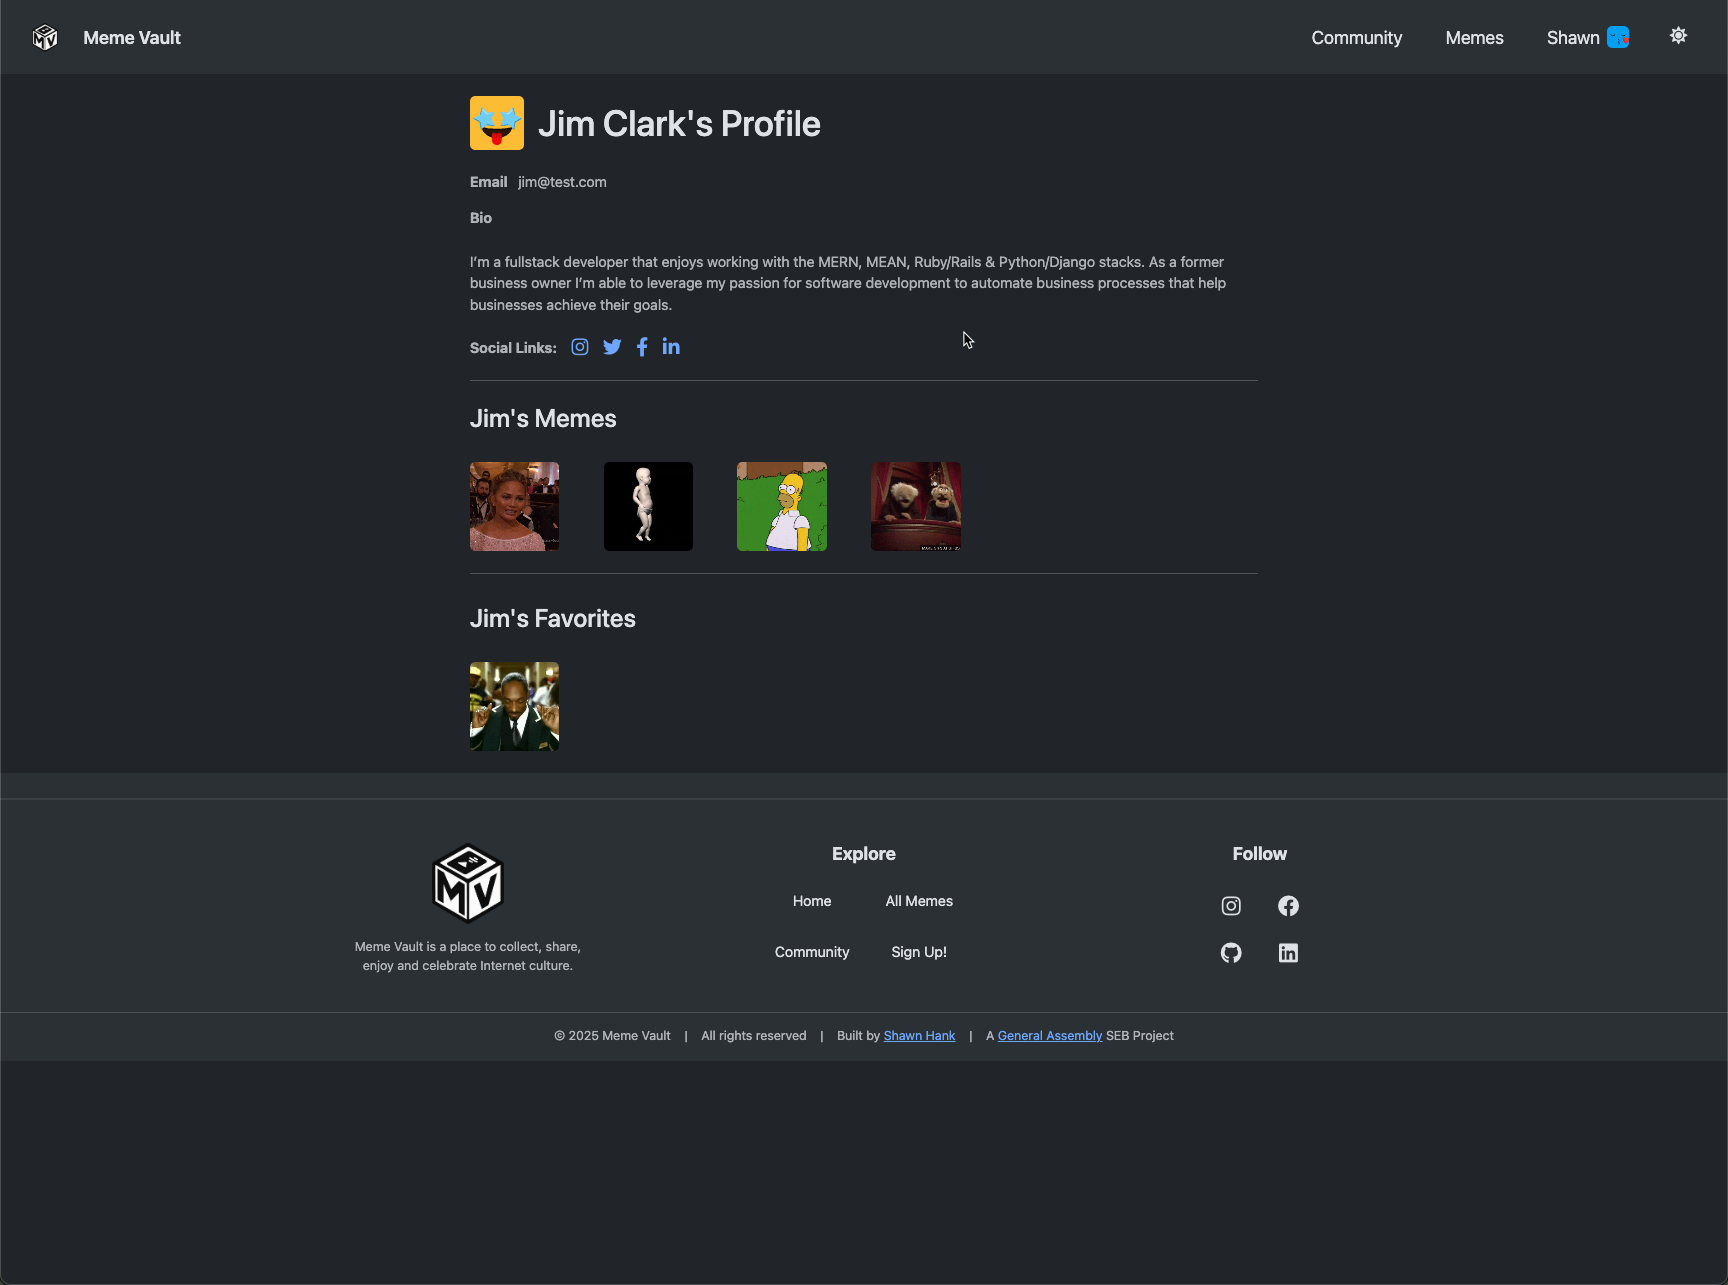 Meme Vault
Community
Memes
Shawn
Jim Clark's Profile
Email jim@test.com
Bio
I'm a fullstack developer that enjoys working with the MERN, MEAN, Ruby/Rails & Python/Django stacks. As a former
business owner I'm able to leverage my passion for software development to automate business processes that help
businesses achieve their goals.
Social Links:
Jim's Memes
Jim's Favorites
MV
Meme Vault is a place to collect, share,
enjoy and celebrate Internet culture.
Explore
Home
All Memes
Community
Sign Up!
Follow
© 2025 Meme Vault | All rights reserved | Built by Shawn Hank | A General Assembly SEB Project